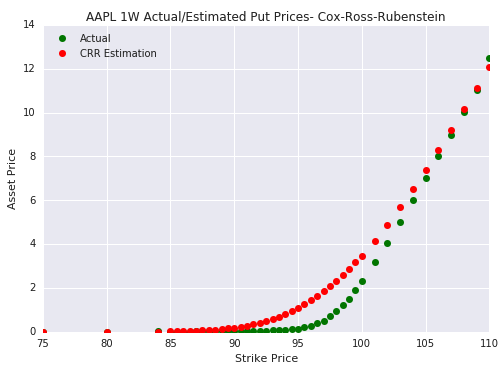 AAPL 1W Actual/Estimated Put Prices- Cox-Ross-Rubenstein
14
12
10
8
6
4
2
0
Asset Price
Actual
CRR Estimation
75 80 85 90 95 100 105 110
Strike Price